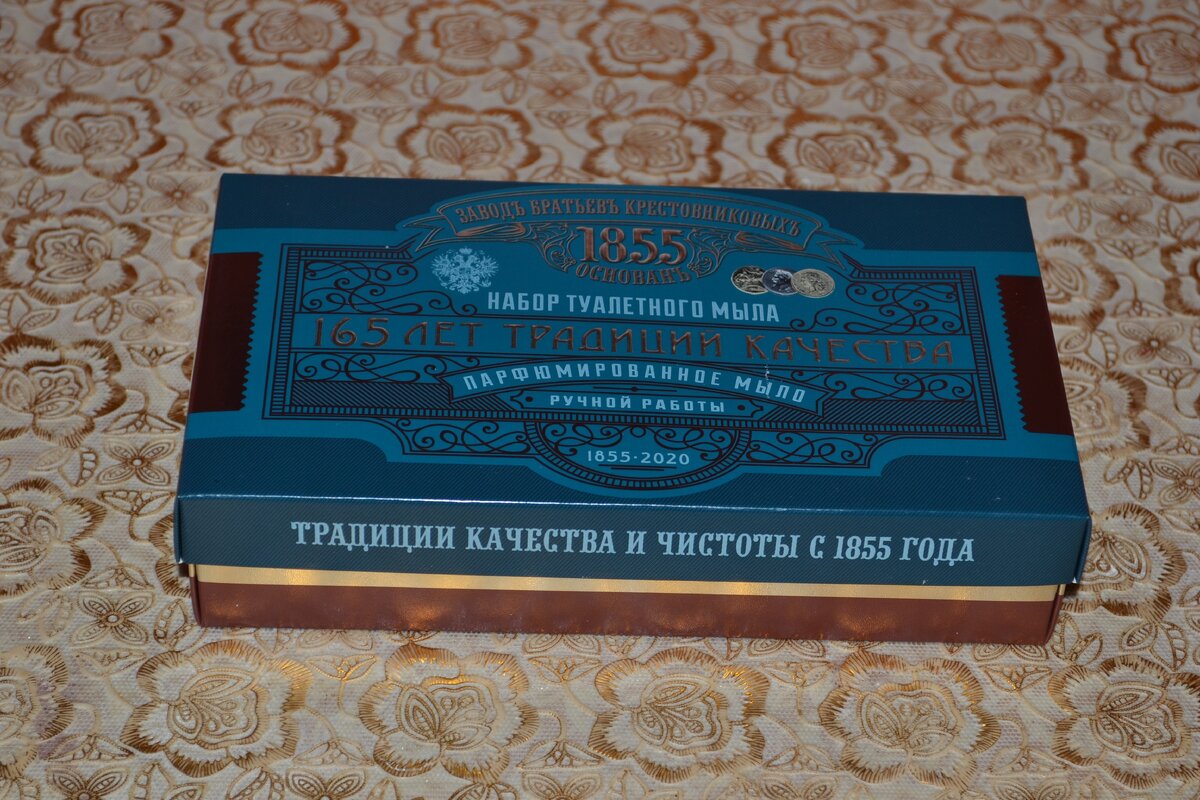 ЗАВОДЪ БРАТЬЕВЪ КРЕСТОВНИКОВЫХЪ
1855
ОСНОВАНЪ
НАБОР ТУАЛЕТНОГО МЫЛА
165 ЛЕТ ТРАДИЦИИ КАЧЕСТВА
ПАРФЮМИРОВАННОЕ МЫЛО
РУЧНОЙ РАБОТЫ
1855·2020
ТРАДИЦИИ КАЧЕСТВА И ЧИСТОТЫ С 1855 ГОДА